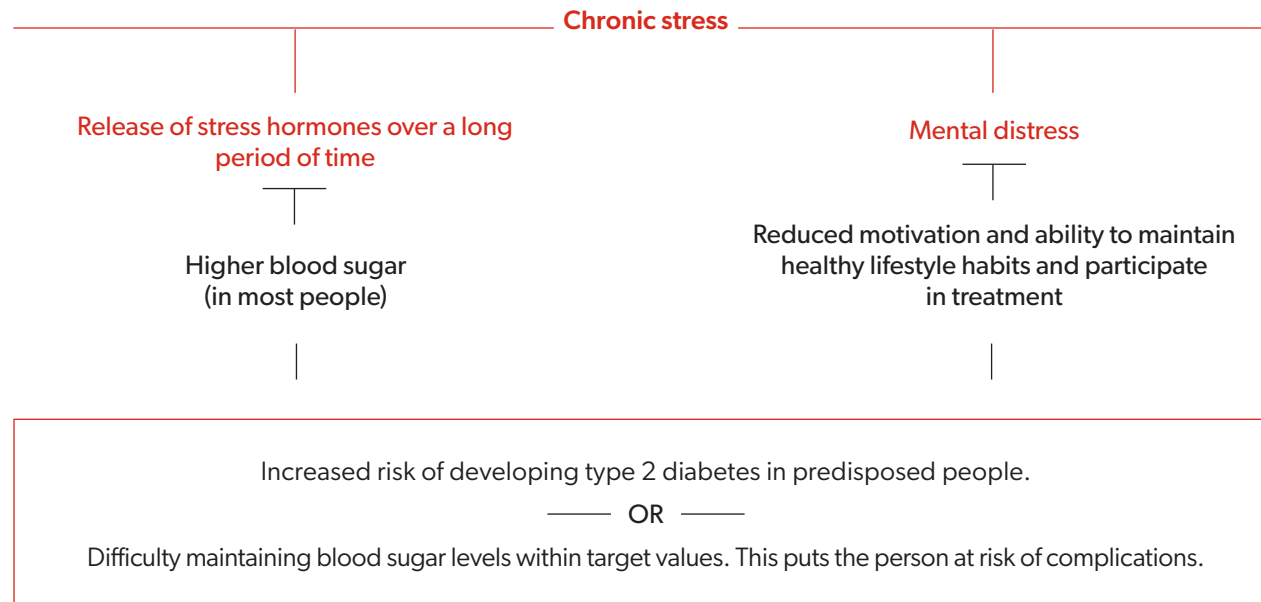 Chronic stress
Release of stress hormones over a long
period of time
Mental distress
Higher blood sugar
(in most people)
Reduced motivation and ability to maintain
healthy lifestyle habits and participate
in treatment
Increased risk of developing type 2 diabetes in predisposed people.
OR
Difficulty maintaining blood sugar levels within target values. This puts the person at risk of complications.